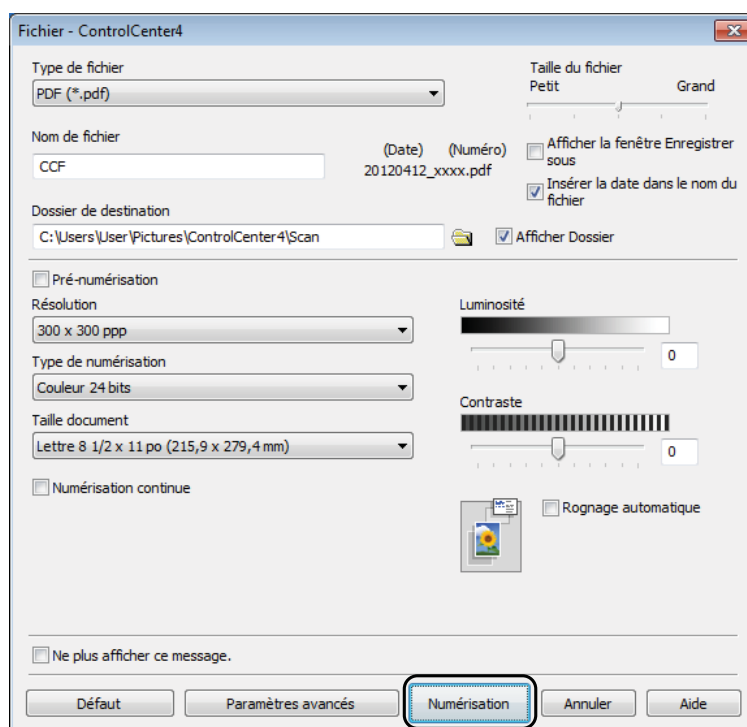 Fichier - ControlCenter4
Type de fichier
PDF (*.pdf)
Taille du fichier
Petit Grand
Nom de fichier
CCF
(Date) (Numéro)
20120412_xxxx.pdf
Afficher la fenêtre Enregistrer
sous
Insérer la date dans le nom du
fichier
Dossier de destination
C:\Users\User\Pictures\ControlCenter4\Scan
Afficher Dossier
Pré-numérisation
Résolution
300 x 300 ppp
Type de numérisation
Couleur 24 bits
Taille document
Lettre 8 1/2 x 11 po (215,9 x 279,4 mm)
Numérisation continue
Luminosité
0
Contraste
0
Rognage automatique
Ne plus afficher ce message.
Défaut Paramètres avancés Numérisation Annuler Aide